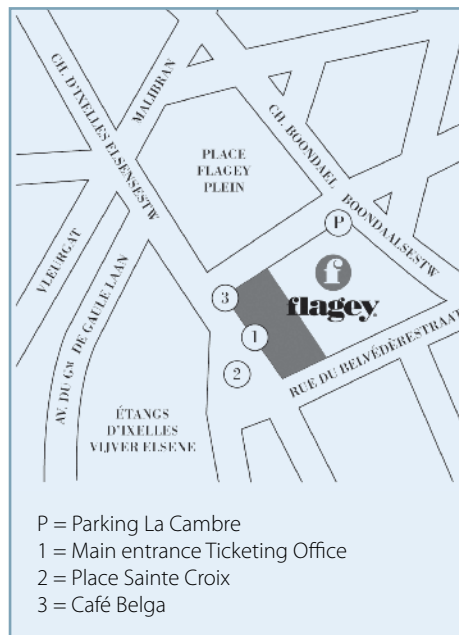 CH. D'IXELLES ELSENSESTW
MALIBRAN
PLACE
FLAGEY
PLEIN
CH. BOONDAEL BOONDAALSESTW
VLEURGAT
AV. DU GM DE GAULE LAAN
P
f
flagey
3
1
2
RUE DU BELVÉDÈRESTRAAT
ÉTANGS
D'IXELLES
VIJVER ELSENE
P = Parking La Cambre
1 = Main entrance Ticketing Office
2 = Place Sainte Croix
3 = Café Belga